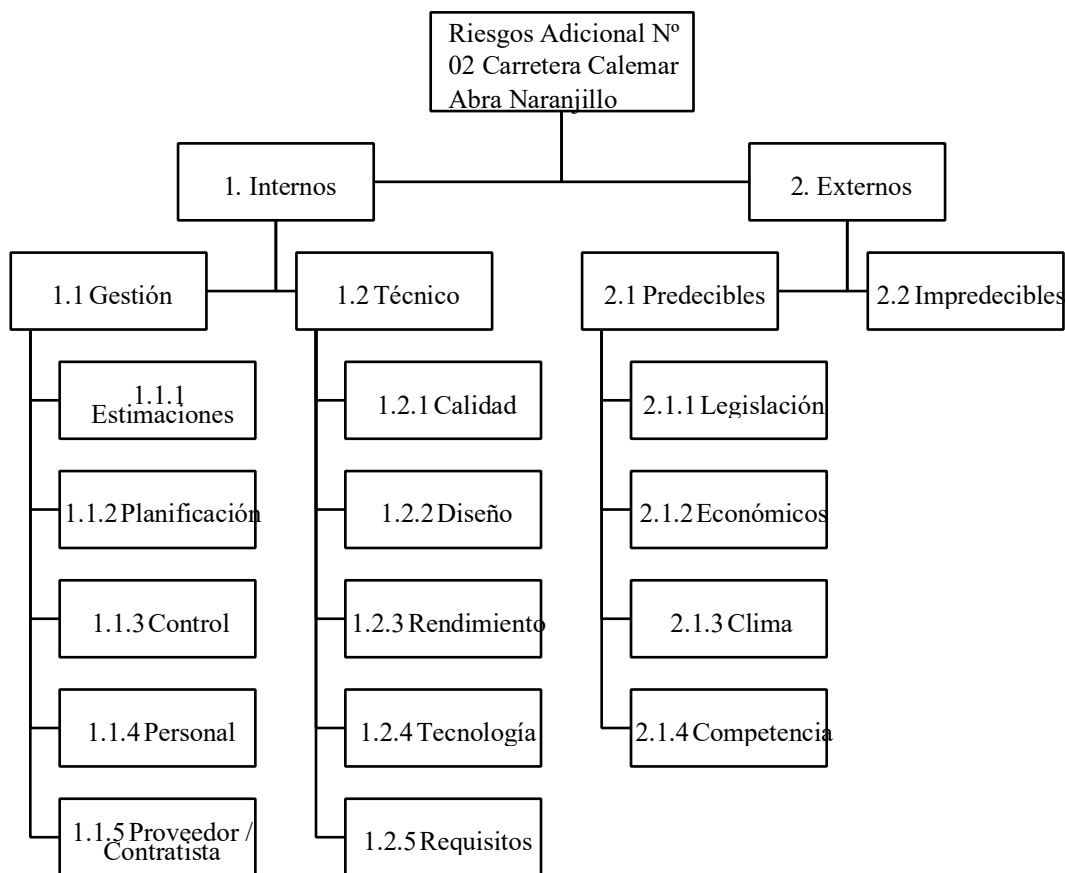 Riesgos Adicional Nº
02 Carretera Calemar
Abra Naranjillo
1. Internos
2. Externos
1.1 Gestión
1.2 Técnico
2.1 Predecibles
2.2 Impredecibles
1.1.1
Estimaciones
1.2.1 Calidad
2.1.1 Legislación
1.1.2 Planificación
1.2.2 Diseño
2.1.2 Económicos
1.1.3 Control
1.2.3 Rendimiento
2.1.3 Clima
1.1.4 Personal
1.2.4 Tecnología
2.1.4 Competencia
1.1.5 Proveedor /
Contratista
1.2.5 Requisitos